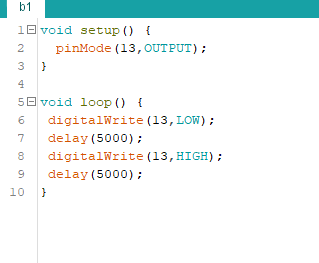 b1
1 void setup() {
2 pinMode(13,OUTPUT);
3 }
4
5 void loop() {
6 digitalWrite(13,LOW);
7 delay(5000);
8 digitalWrite(13,HIGH);
9 delay(5000);
10 }